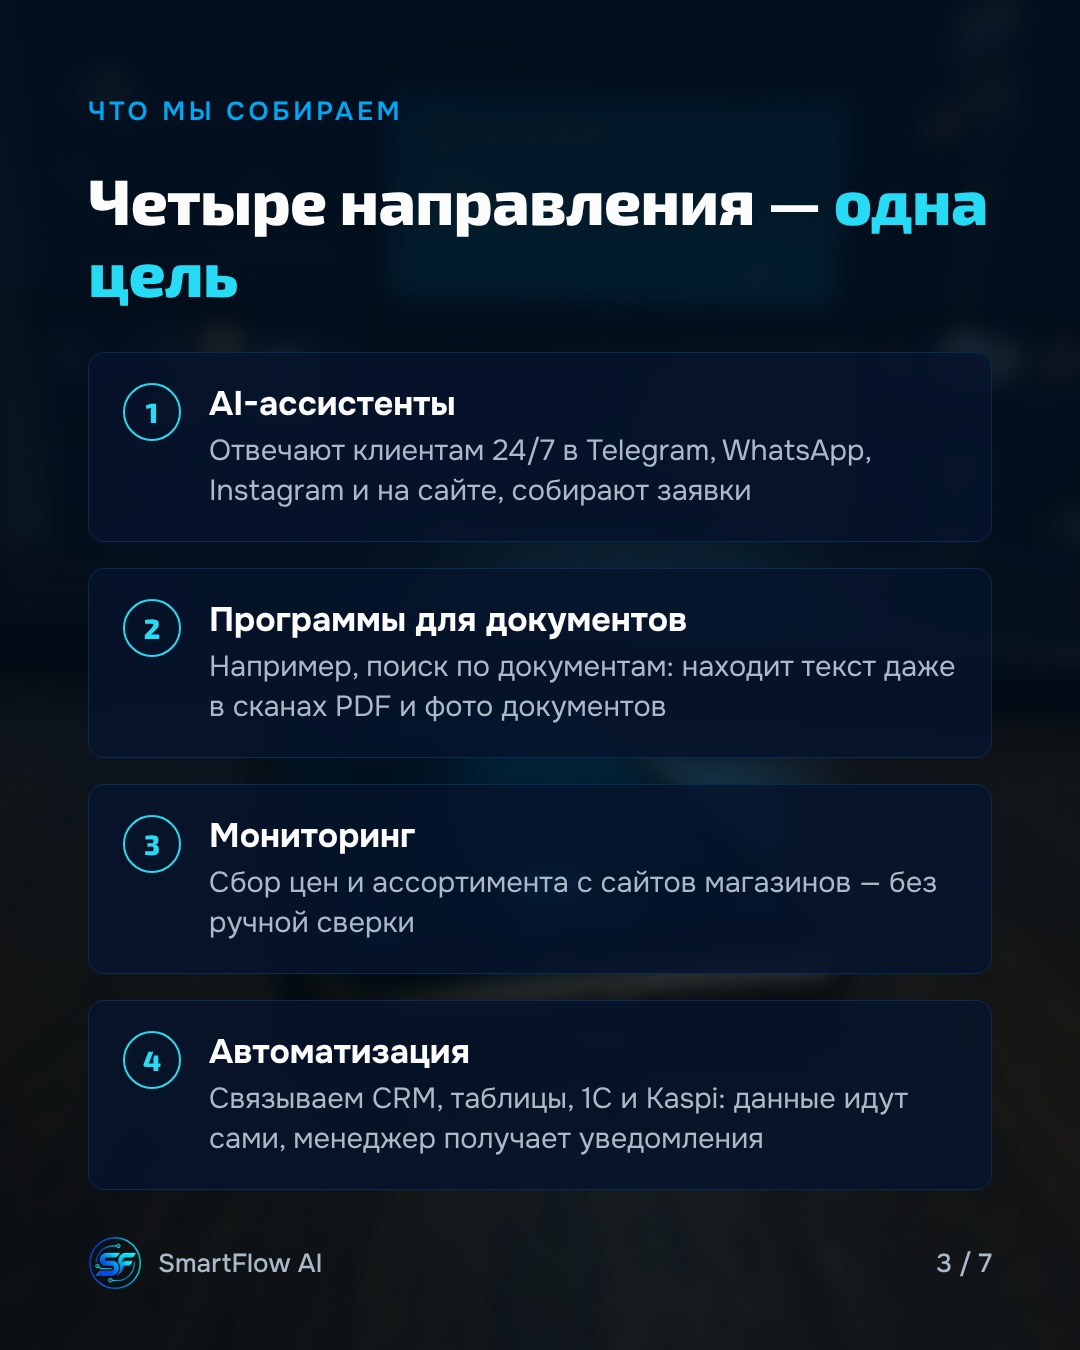 ЧТО МЫ СОБИРАЕМ
Четыре направления — одна
цель
1
AI-ассистенты
Отвечают клиентам 24/7 в Telegram, WhatsApp,
Instagram и на сайте, собирают заявки
2
Программы для документов
Например, поиск по документам: находит текст даже
в сканах PDF и фото документов
3
Мониторинг
Сбор цен и ассортимента с сайтов магазинов — без
ручной сверки
4
Автоматизация
Связываем CRM, таблицы, 1С и Kaspi: данные идут
сами, менеджер получает уведомления
SF SmartFlow AI
3 / 7